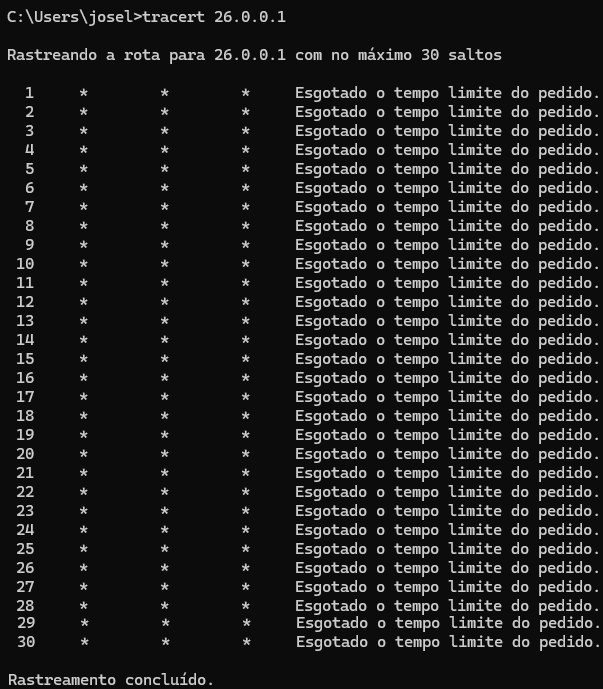 C:\Users\josel>tracert 26.0.0.1
Rastreando a rota para 26.0.0.1 com no máximo 30 saltos
1 * * * Esgotado o tempo limite do pedido.
2 * * * Esgotado o tempo limite do pedido.
3 * * * Esgotado o tempo limite do pedido.
4 * * * Esgotado o tempo limite do pedido.
5 * * * Esgotado o tempo limite do pedido.
6 * * * Esgotado o tempo limite do pedido.
7 * * * Esgotado o tempo limite do pedido.
8 * * * Esgotado o tempo limite do pedido.
9 * * * Esgotado o tempo limite do pedido.
10 * * * Esgotado o tempo limite do pedido.
11 * * * Esgotado o tempo limite do pedido.
12 * * * Esgotado o tempo limite do pedido.
13 * * * Esgotado o tempo limite do pedido.
14 * * * Esgotado o tempo limite do pedido.
15 * * * Esgotado o tempo limite do pedido.
16 * * * Esgotado o tempo limite do pedido.
17 * * * Esgotado o tempo limite do pedido.
18 * * * Esgotado o tempo limite do pedido.
19 * * * Esgotado o tempo limite do pedido.
20 * * * Esgotado o tempo limite do pedido.
21 * * * Esgotado o tempo limite do pedido.
22 * * * Esgotado o tempo limite do pedido.
23 * * * Esgotado o tempo limite do pedido.
24 * * * Esgotado o tempo limite do pedido.
25 * * * Esgotado o tempo limite do pedido.
26 * * * Esgotado o tempo limite do pedido.
27 * * * Esgotado o tempo limite do pedido.
28 * * * Esgotado o tempo limite do pedido.
29 * * * Esgotado o tempo limite do pedido.
30 * * * Esgotado o tempo limite do pedido.
Rastreamento concluído.